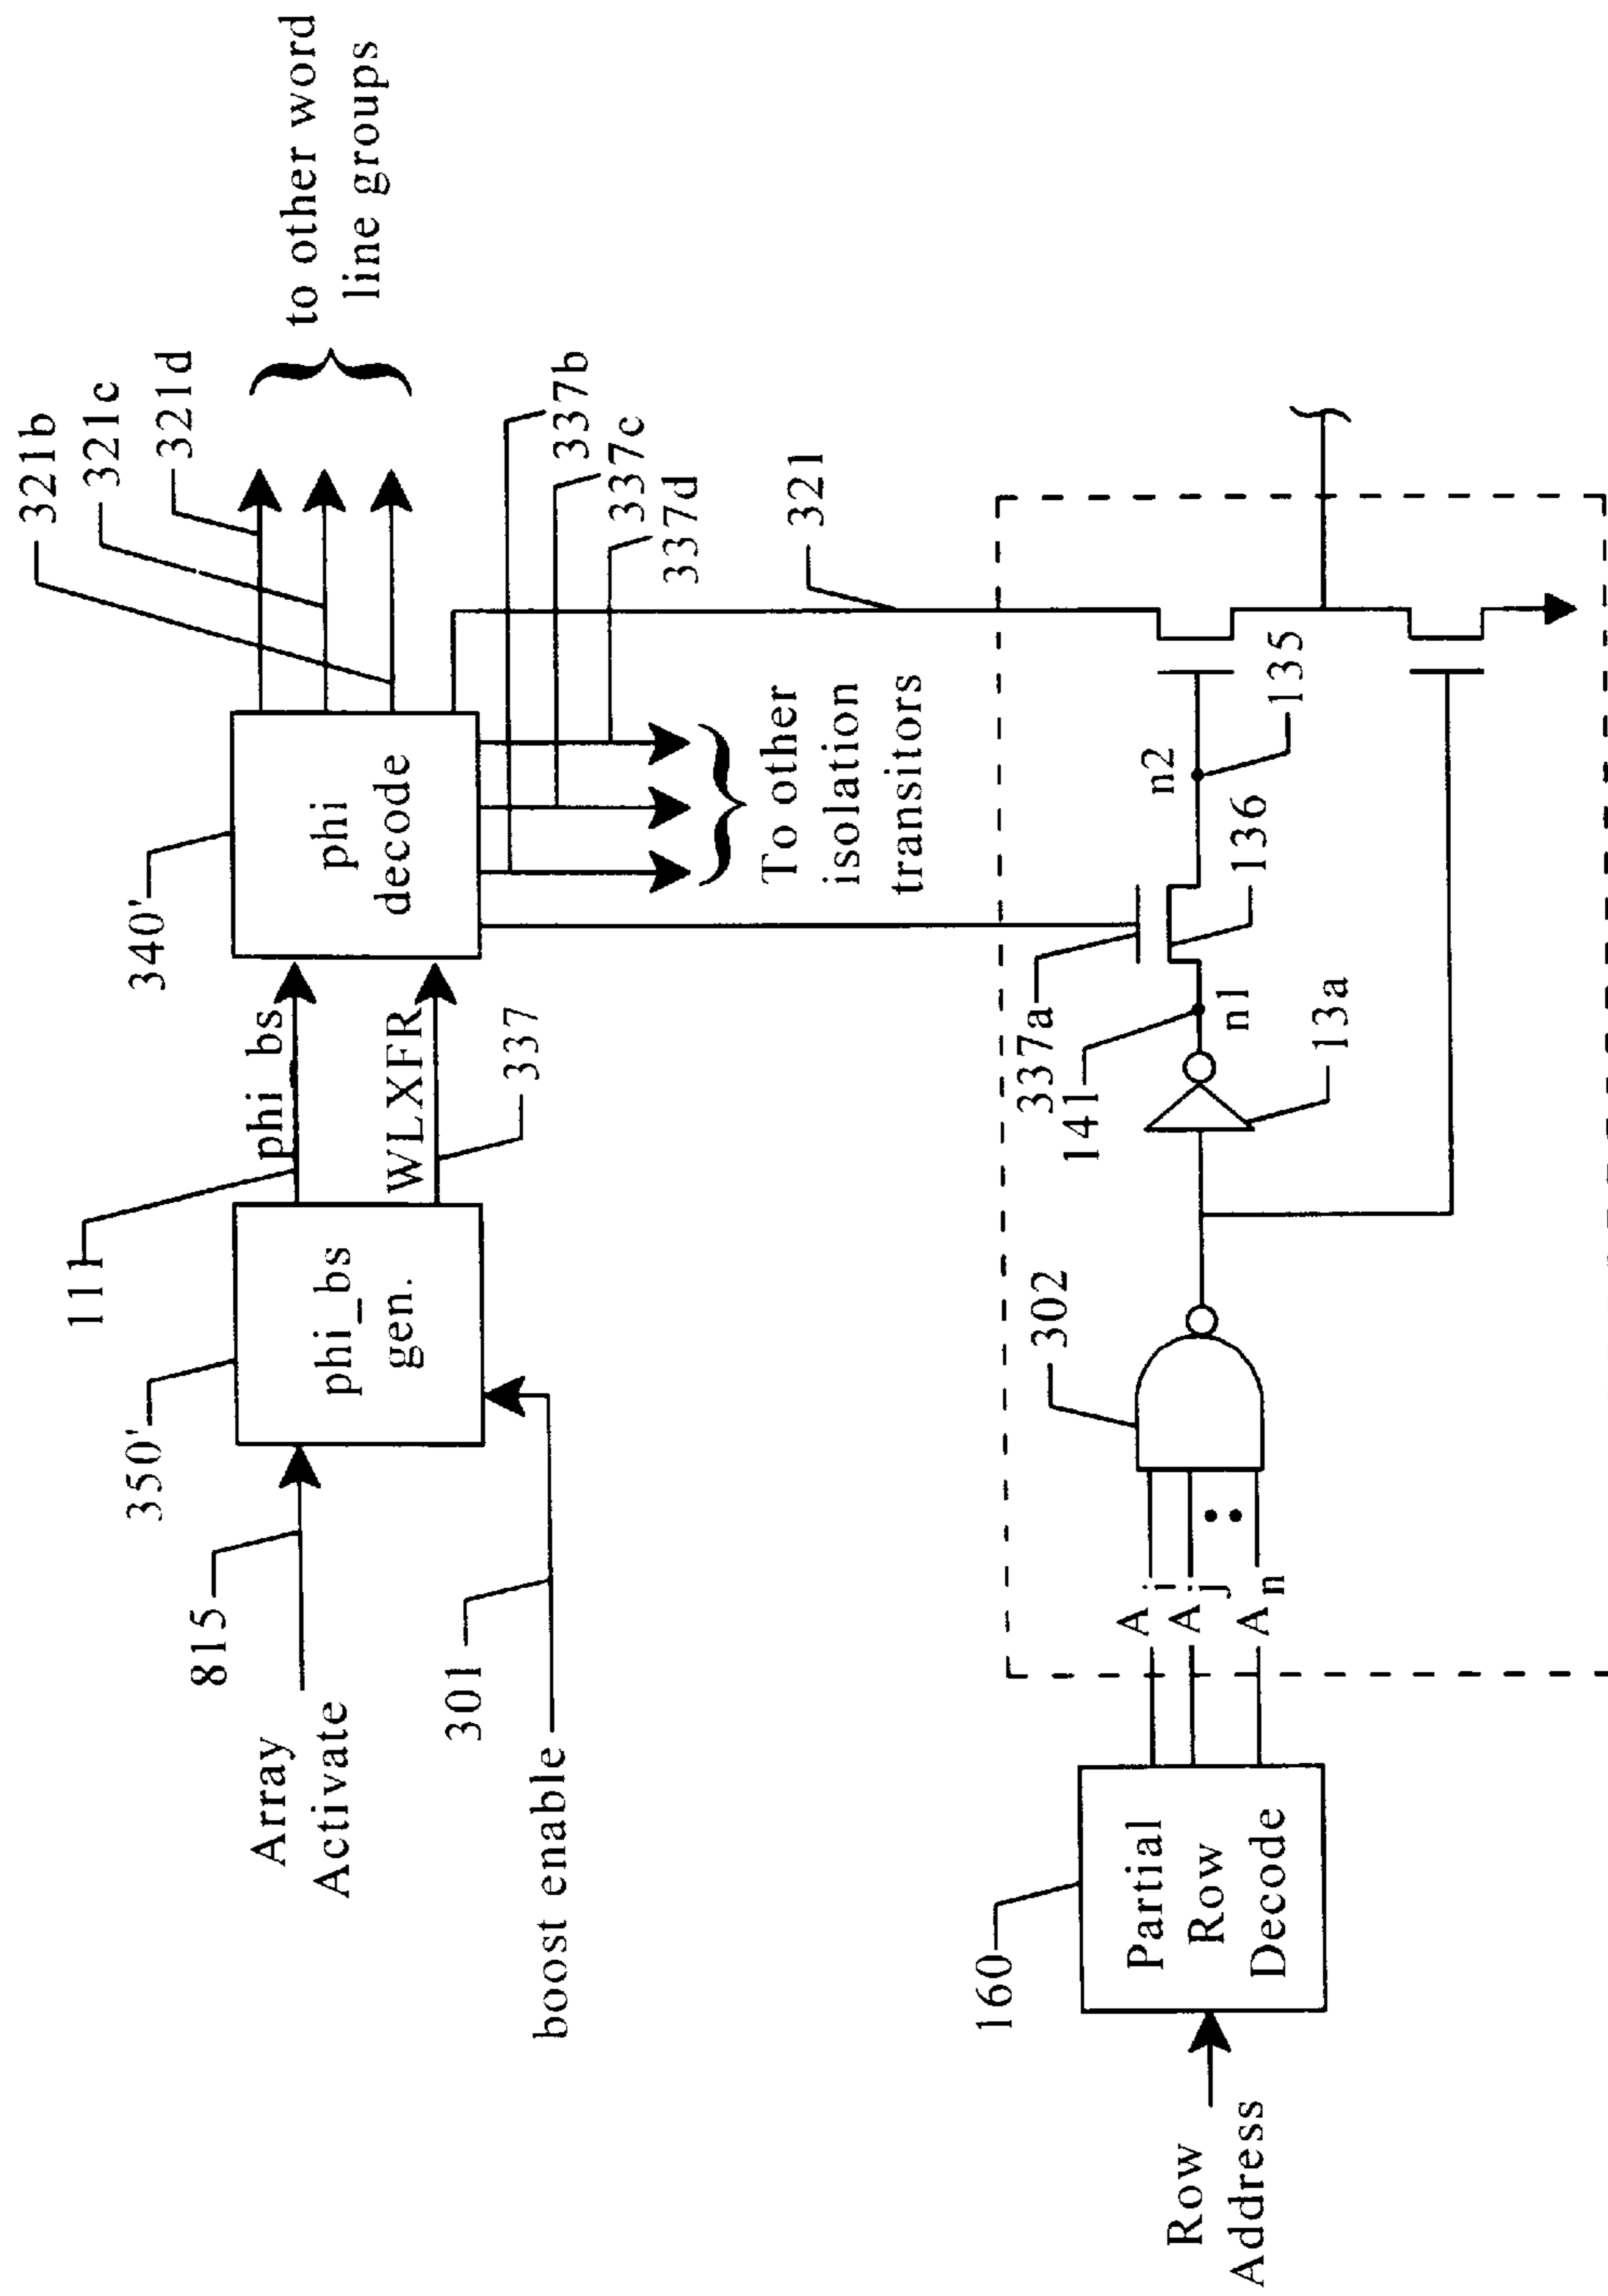 321b
321c
321d
to other word
line groups
340'
111
phi_bs
phi
decode
350'
phi_bs
gen.
WLXFR
337
815
Array
Activate
301
boost enable
337b
337c
337d
To other
isolation
transitors
321
337a
141
n1
n2
136
135
13a
302
A i
A j
A n
160
Partial
Row
Decode
Row
Address